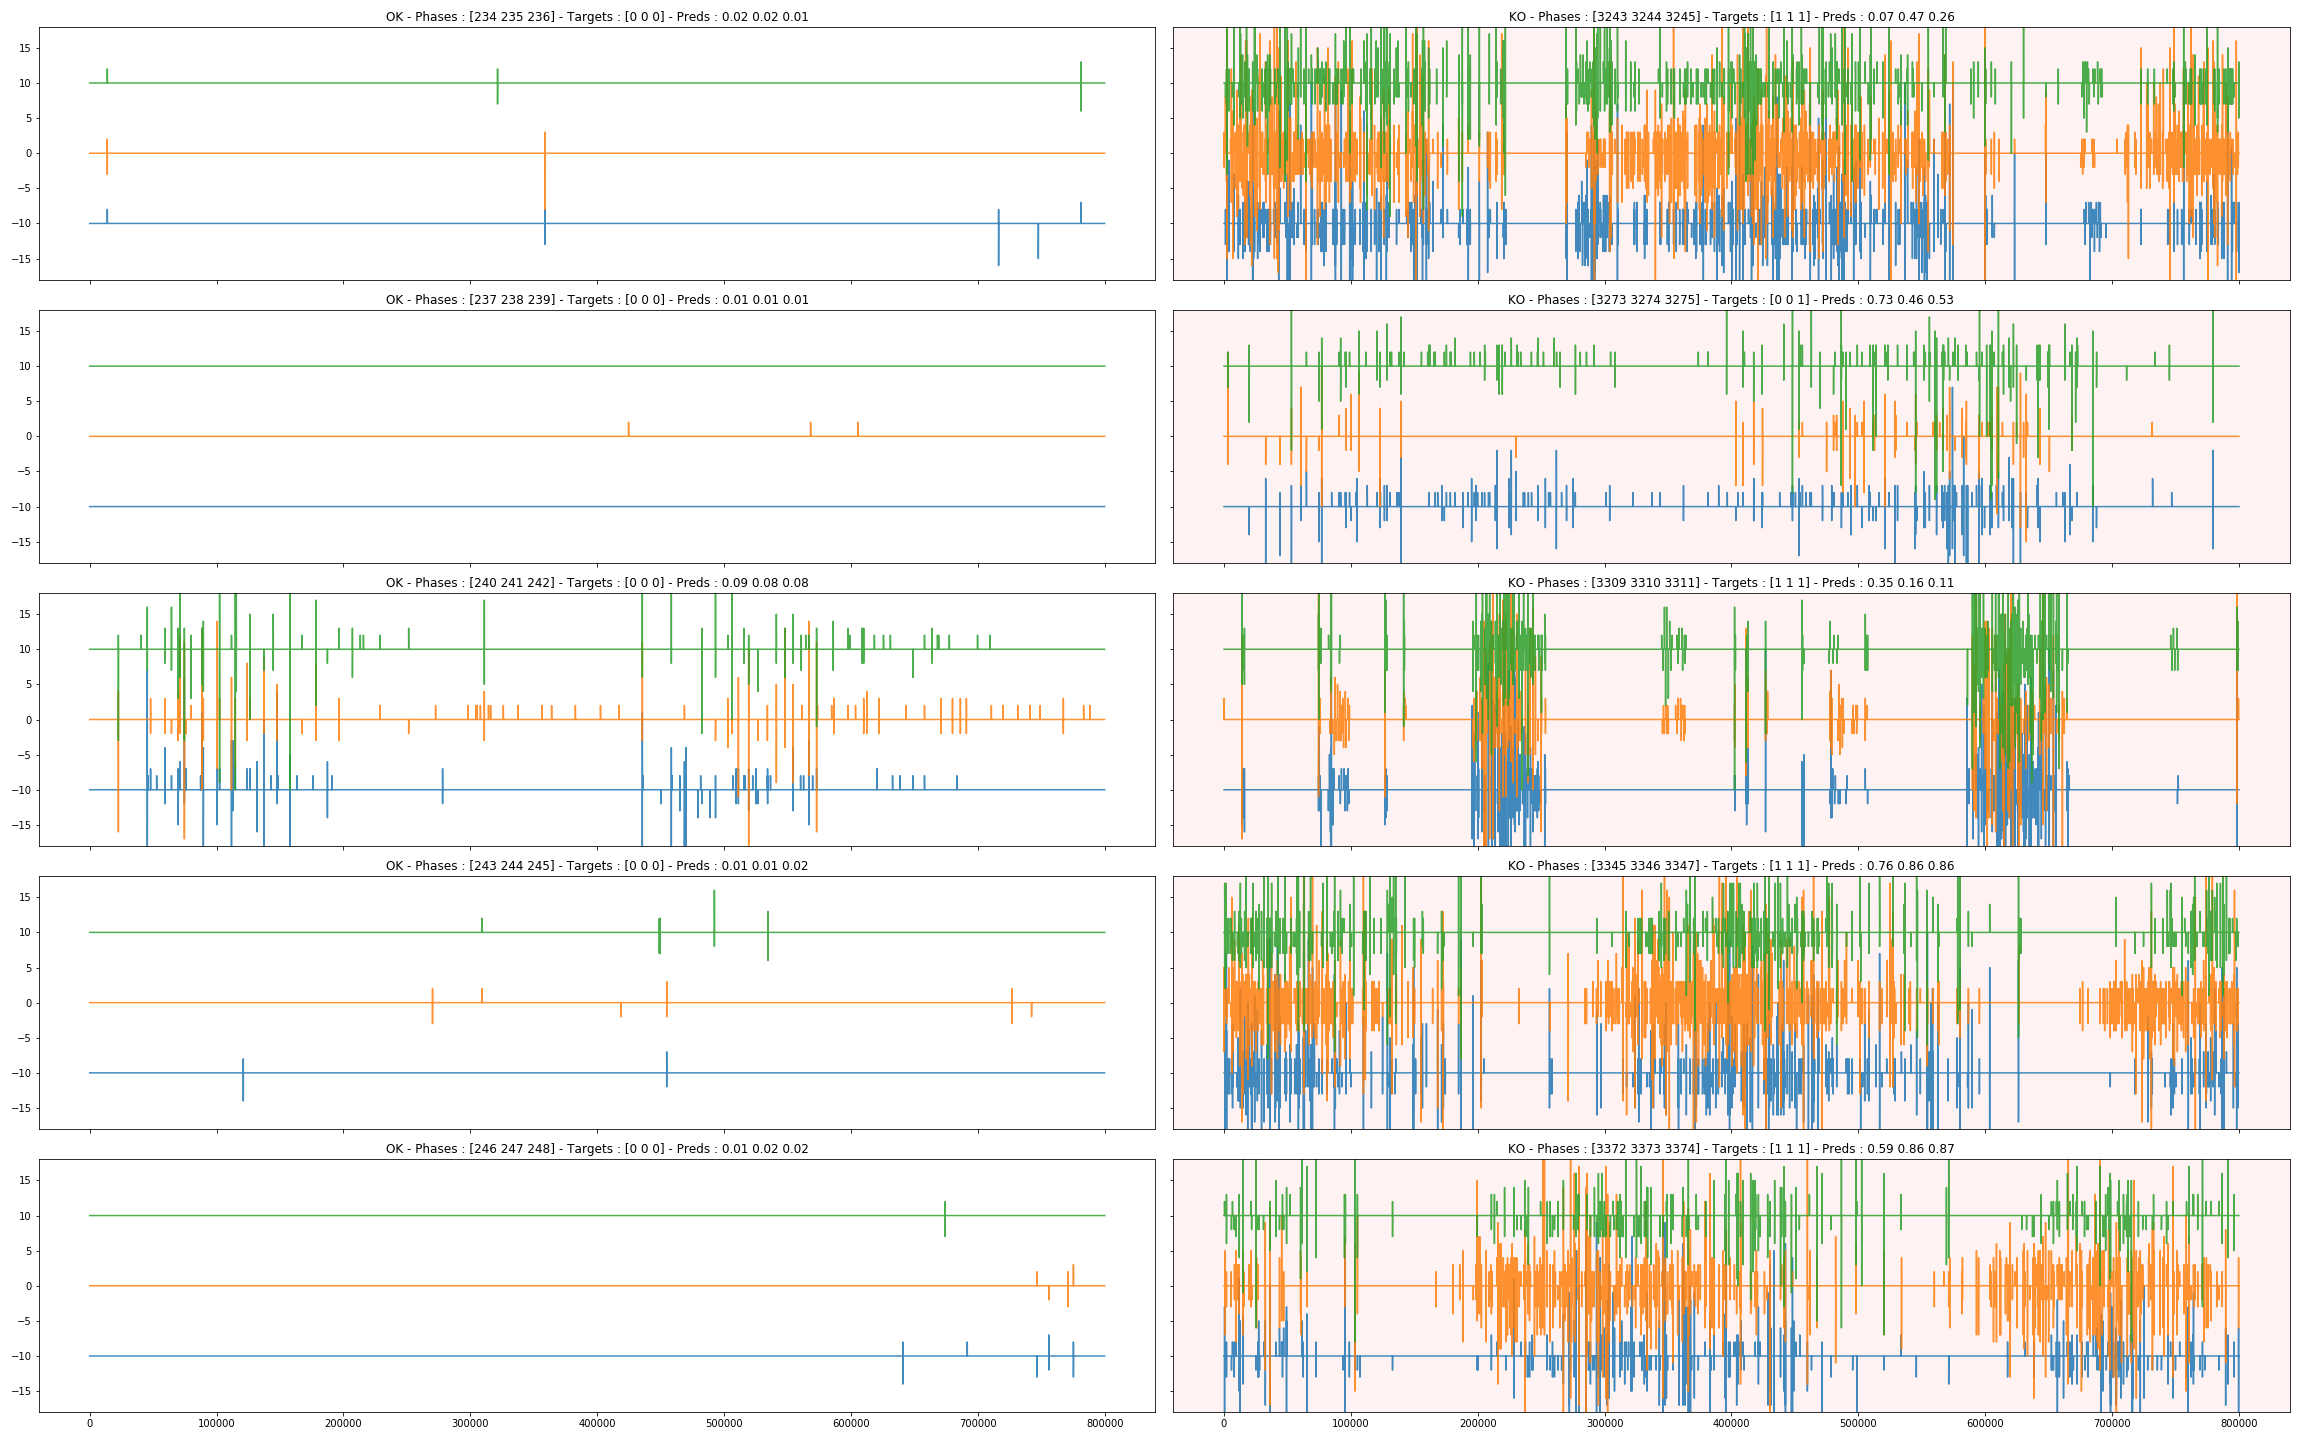 OK - Phases : [234 235 236] - Targets : [0 0 0] - Preds : 0.02 0.02 0.01
KO - Phases : [3243 3244 3245] - Targets : [1 1 1] - Preds : 0.07 0.47 0.26
15
10
5
0
−5
−10
−15
OK - Phases : [237 238 239] - Targets : [0 0 0] - Preds : 0.01 0.01 0.01
KO - Phases : [3273 3274 3275] - Targets : [0 0 1] - Preds : 0.73 0.46 0.53
15
10
5
0
−5
−10
−15
OK - Phases : [240 241 242] - Targets : [0 0 0] - Preds : 0.09 0.08 0.08
KO - Phases : [3309 3310 3311] - Targets : [1 1 1] - Preds : 0.35 0.16 0.11
15
10
5
0
−5
−10
−15
OK - Phases : [243 244 245] - Targets : [0 0 0] - Preds : 0.01 0.01 0.02
KO - Phases : [3345 3346 3347] - Targets : [1 1 1] - Preds : 0.76 0.86 0.86
15
10
5
0
−5
−10
−15
OK - Phases : [246 247 248] - Targets : [0 0 0] - Preds : 0.01 0.02 0.02
KO - Phases : [3372 3373 3374] - Targets : [1 1 1] - Preds : 0.59 0.86 0.87
15
10
5
0
−5
−10
−15
0 100000 200000 300000 400000 500000 600000 700000 800000
0 100000 200000 300000 400000 500000 600000 700000 800000